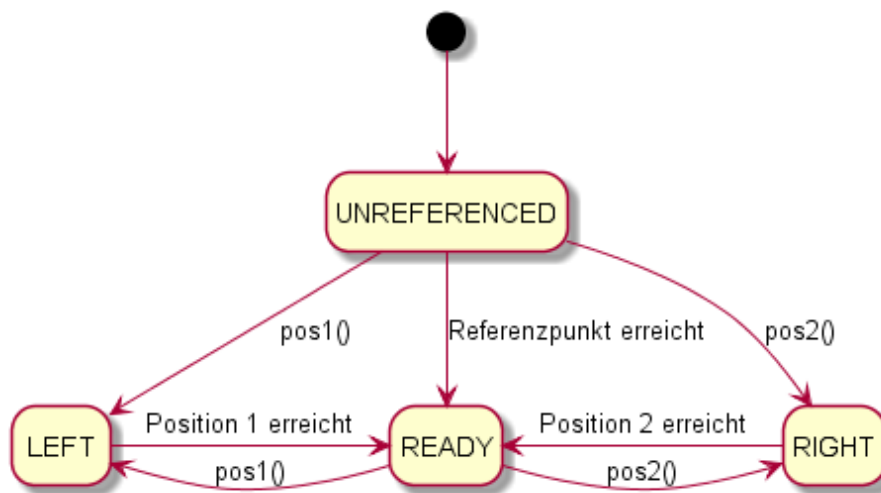 UNREFERENCED
pos1()
Referenzpunkt erreicht
pos2()
LEFT
Position 1 erreicht
READY
Position 2 erreicht
RIGHT
pos1()
pos2()